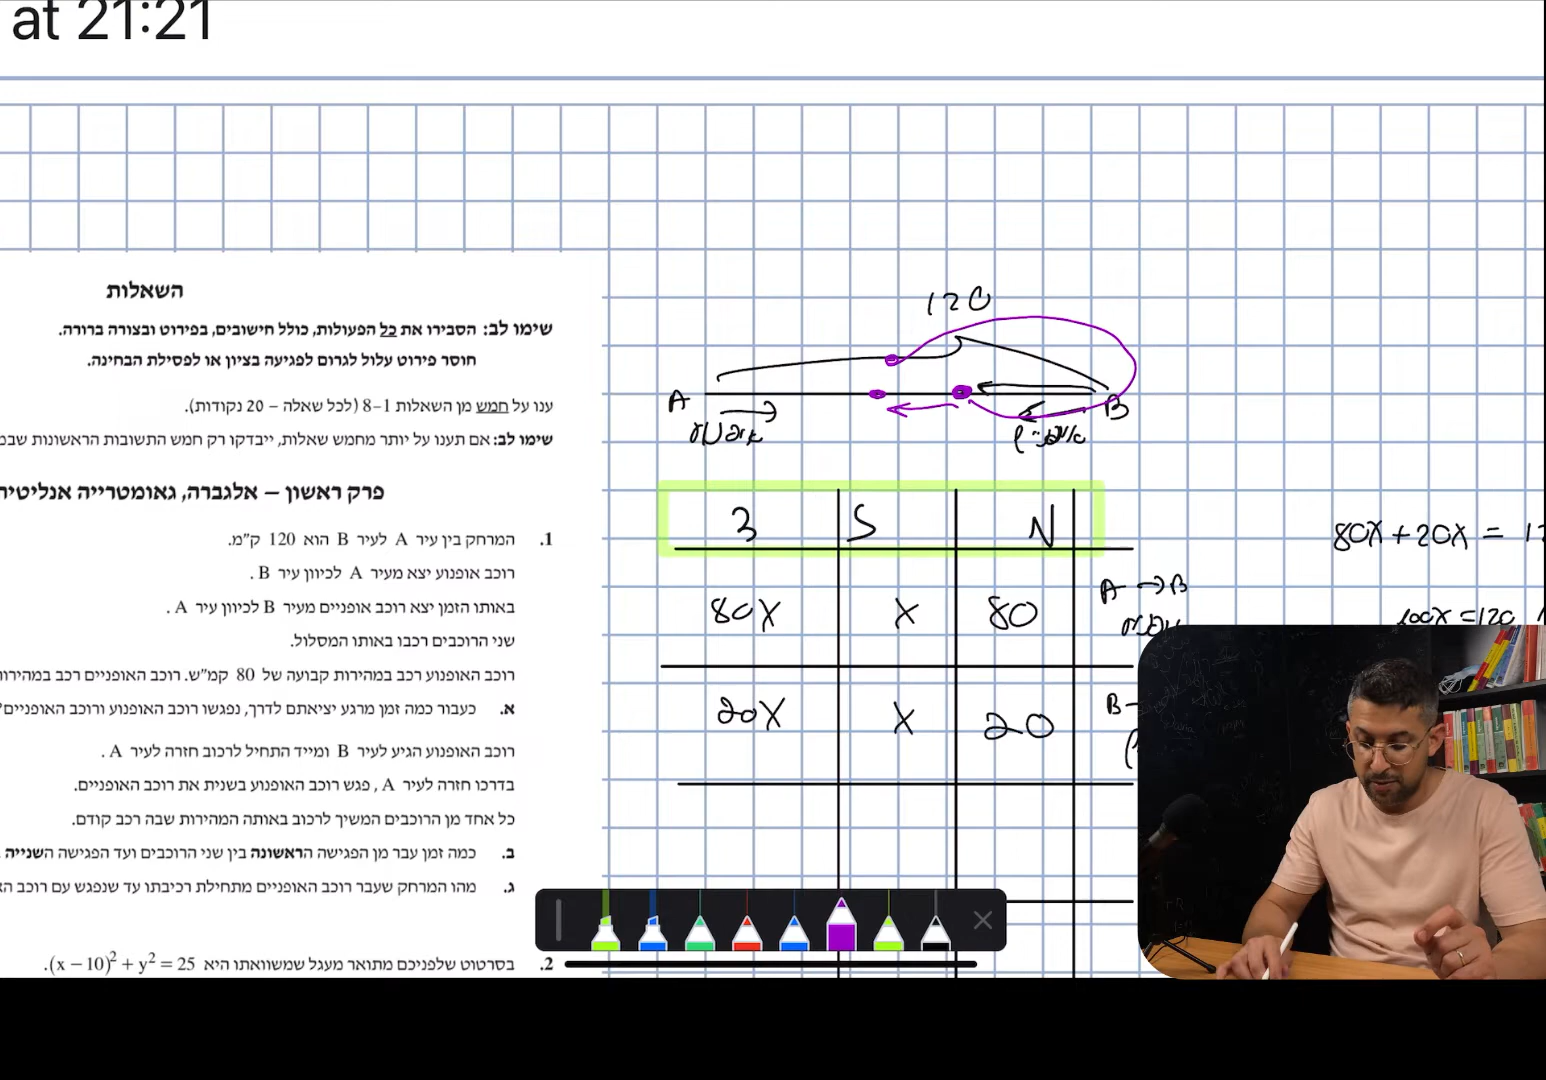 at 21:21
השאלות
שימו לב: הסבירו את כל הפעולות, כולל חישובים, בפירוט ובצורה ברורה.
חוסר פירוט עלול לגרום לפגיעה בציון או לפסילת הבחינה.
ענו על חמש מן השאלות 8-1 (לכל שאלה – 20 נקודות).
שימו לב: אם תענו על יותר מחמש שאלות, ייבדקו רק חמש התשובות הראשונות
פרק ראשון – אלגברה, גאומטרייה
1. המרחק בין עיר A לעיר B הוא 120 ק"מ.
רוכב אופנוע יצא מעיר A לכיוון עיר B.
באותו הזמן יצא רוכב אופניים מעיר B לכיוון עיר A.
שני הרוכבים רכבו באותו המסלול.
רוכב האופנוע רכב במהירות קבועה של 80 קמ"ש. רוכב האופניים רכב במהירות
א. כעבור כמה זמן מרגע יציאתם לדרך, נפגשו רוכב האופנוע ורוכב האופניים?
רוכב האופנוע הגיע לעיר B ומייד התחיל לרכוב חזרה לעיר A.
בדרכו חזרה לעיר A, פגש רוכב האופנוע בשנית את רוכב האופניים.
כל אחד מן הרוכבים המשיך לרכוב באותה המהירות שבה רכב קודם.
ב. כמה זמן עבר מן הפגישה הראשונה בין שני הרוכבים ועד הפגישה השנייה
ג. מהו המרחק שעבר רוכב האופניים מתחילת רכיבתו עד שנפגש עם רוכב
2. בסרטוט שלפניכם מתואר מעגל שמשוואתו היא (x − 10)² + y² = 25.
120
A B
אופנוע
3 S N
80X X 80 A → B
20X X 20 B
80X + 20X =
100X = 120